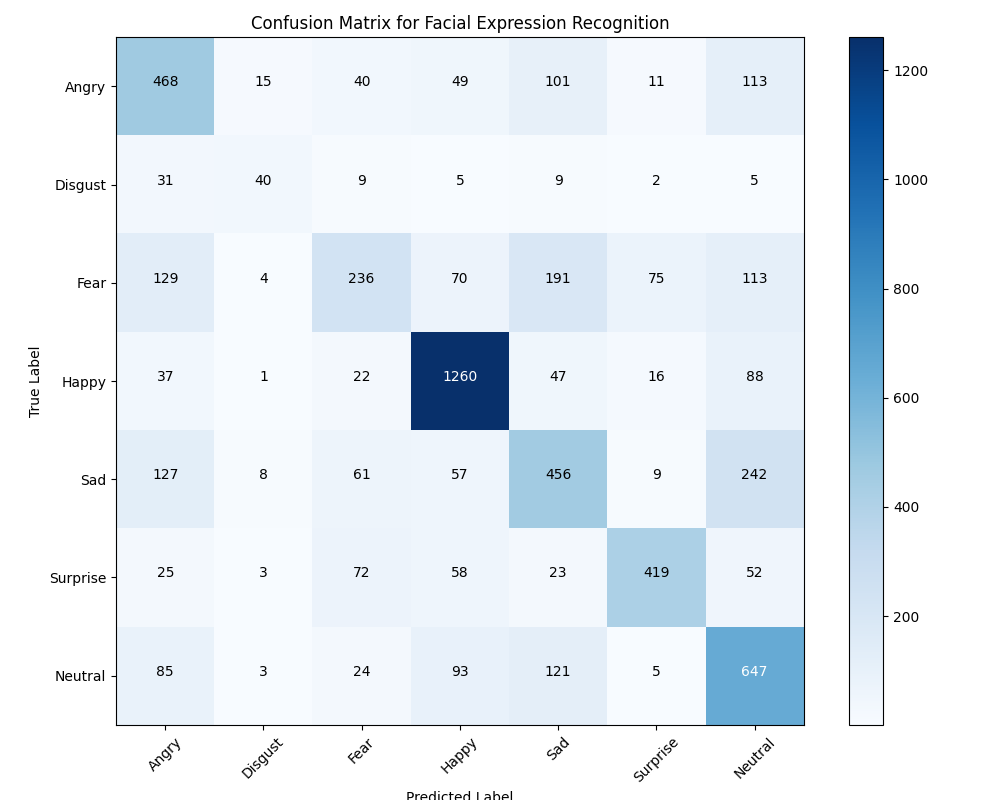 Confusion Matrix for Facial Expression Recognition
True Label
Angry 468 15 40 49 101 11 113
Disgust 31 40 9 5 9 2 5
Fear 129 4 236 70 191 75 113
Happy 37 1 22 1260 47 16 88
Sad 127 8 61 57 456 9 242
Surprise 25 3 72 58 23 419 52
Neutral 85 3 24 93 121 5 647
Angry Disgust Fear Happy Sad Surprise Neutral
Predicted Label
1200
1000
800
600
400
200